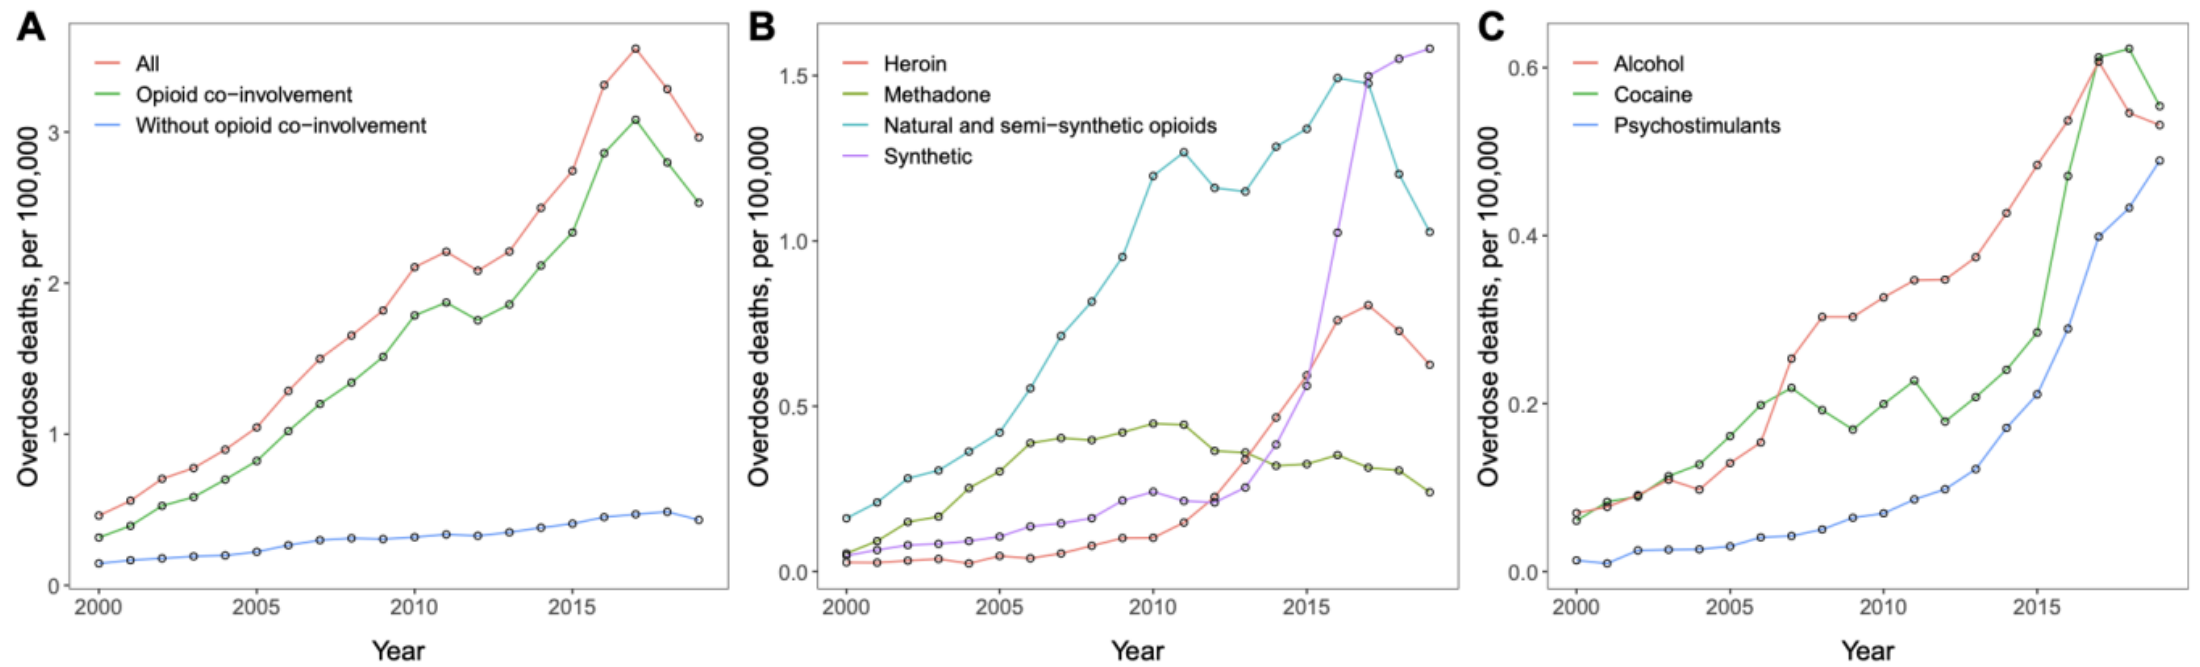 A
All
Opioid co-involvement
Without opioid co-involvement
Overdose deaths, per 100,000
3
2
1
0
2000 2005 2010 2015
Year
B
Heroin
Methadone
Natural and semi-synthetic opioids
Synthetic
Overdose deaths, per 100,000
1.5
1.0
0.5
0.0
2000 2005 2010 2015
Year
C
Alcohol
Cocaine
Psychostimulants
Overdose deaths, per 100,000
0.6
0.4
0.2
0.0
2000 2005 2010 2015
Year